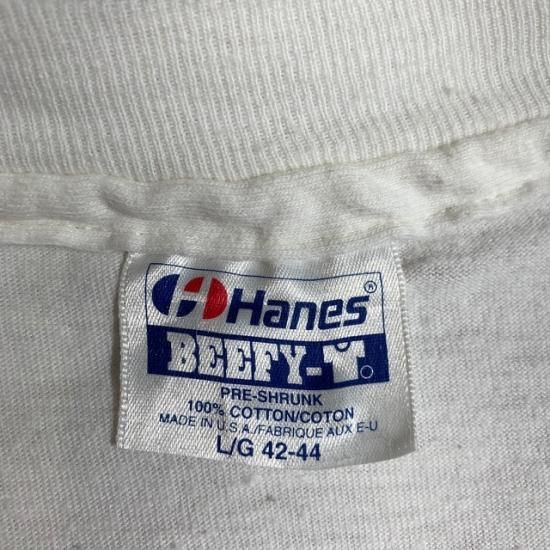 Hanes®
BEEFY-T®
PRE-SHRUNK
100% COTTON/COTON
MADE IN U.S.A./FABRIQUE AUX E-U
L/G 42-44